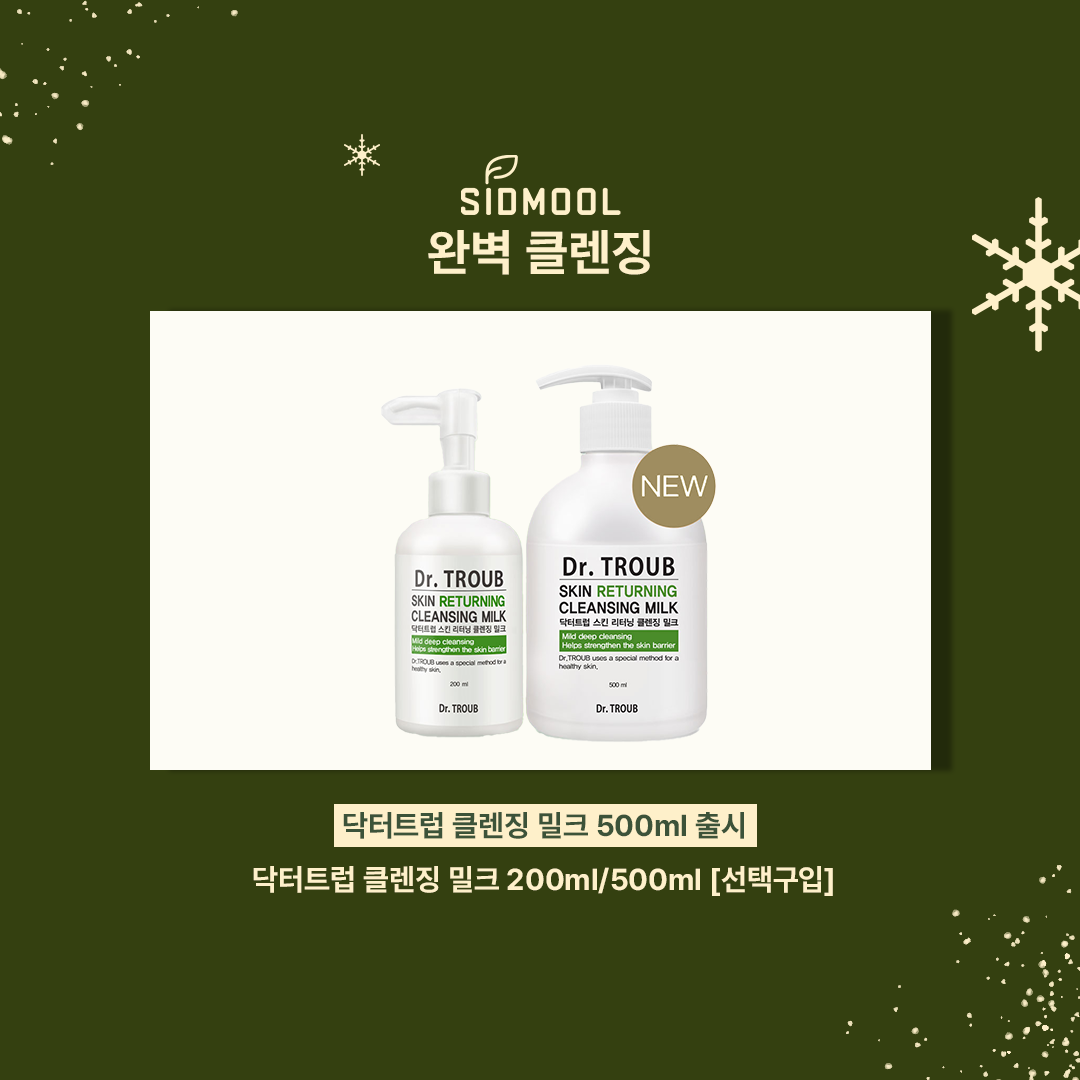 SIDMOOL
완벽 클렌징
NEW
Dr. TROUB
SKIN RETURNING
CLEANSING MILK
닥터트럽 스킨 리터닝 클렌징 밀크
Mild deep cleansing
Helps strengthen the skin barrier
Dr.TROUB uses a special method for a
healthy skin.
200 ml
Dr. TROUB
Dr. TROUB
SKIN RETURNING
CLEANSING MILK
닥터트럽 스킨 리터닝 클렌징 밀크
Mild deep cleansing
Helps strengthen the skin barrier
Dr.TROUB uses a special method for a
healthy skin.
500 ml
Dr. TROUB
닥터트럽 클렌징 밀크 500ml 출시
닥터트럽 클렌징 밀크 200ml/500ml [선택구입]